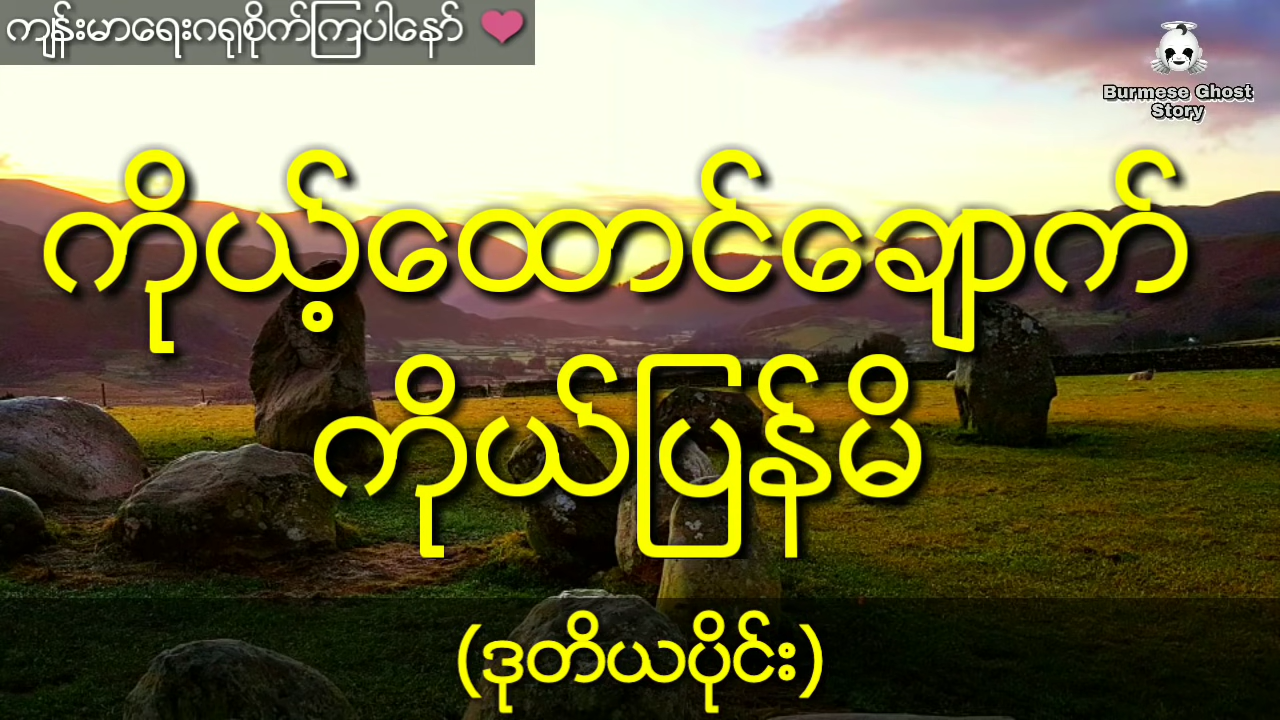 ကျန်းမာရေးဂရုစိုက်ကြပါနော် ❤
Burmese Ghost
Story
ကိုယ့်ထောင်ချောက်
ကိုယ်ပြန်မိ
(ဒုတိယပိုင်း)